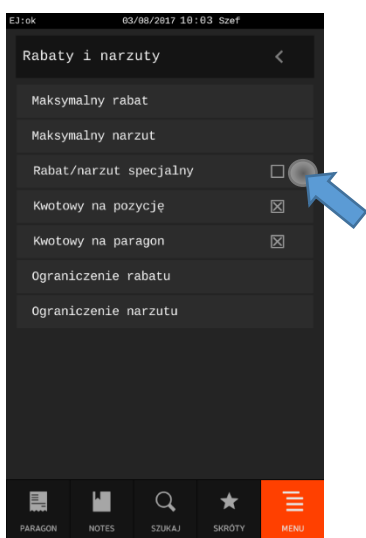 EJ:ok 03/08/2017 10:03 Szef
Rabaty i narzuty
Maksymalny rabat
Maksymalny narzut
Rabat/narzut specjalny
Kwotowy na pozycję
Kwotowy na paragon
Ograniczenie rabatu
Ograniczenie narzutu
PARAGON NOTES SZUKAJ SKRÓTY MENU